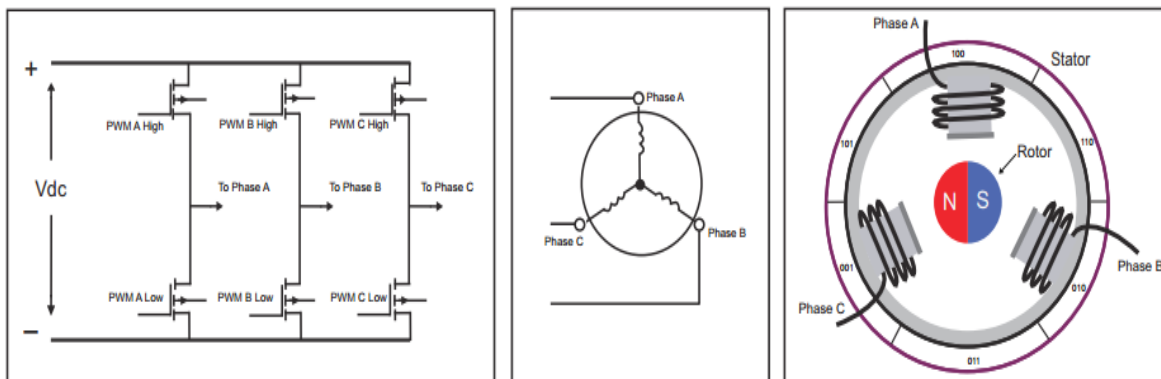 +
PWM A High
PWM B High
PWM C High
Vdc
To Phase A
To Phase B
To Phase C
PWM A Low
PWM B Low
PWM C Low
−
Phase A
Phase C
Phase B
Phase A
Stator
100
101
110
Rotor
N
S
001
010
Phase B
Phase C
011